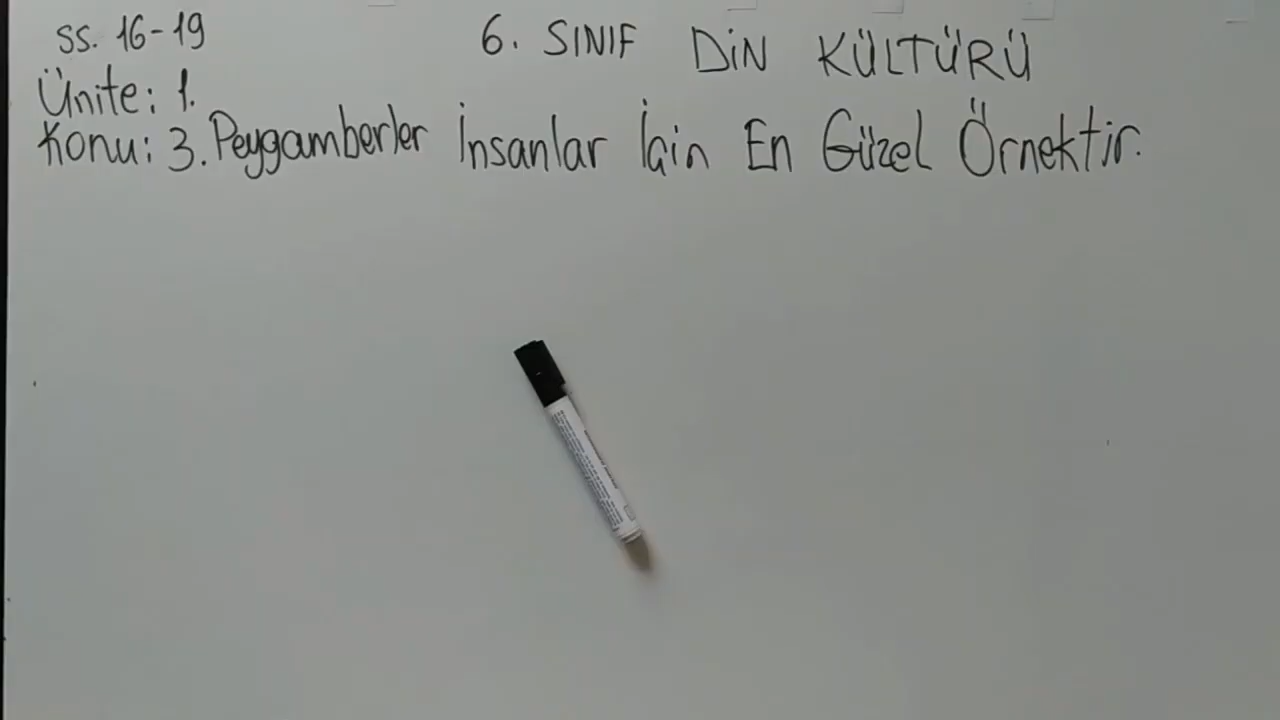 ss. 16-19
6. SINIF DİN KÜLTÜRÜ
Ünite: 1.
Konu: 3. Peygamberler İnsanlar İçin En Güzel Örnektir.